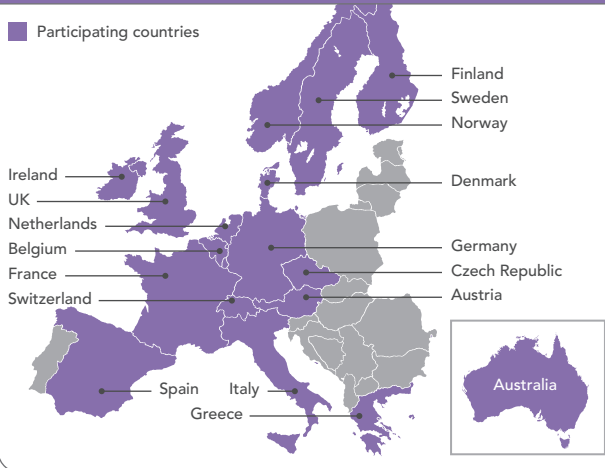 Participating countries
Finland
Sweden
Norway
Ireland
Denmark
UK
Netherlands
Belgium
Germany
France
Czech Republic
Switzerland
Austria
Spain
Italy
Australia
Greece